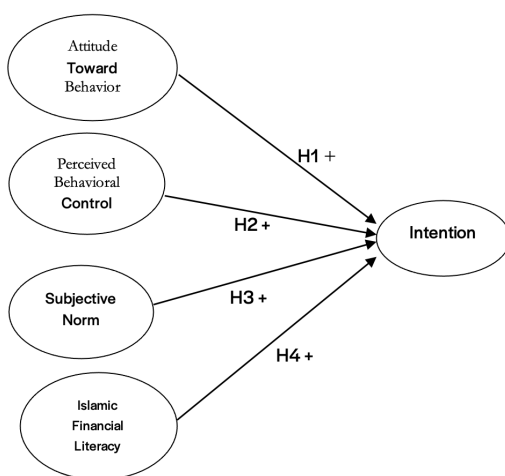 Attitude
Toward
Behavior
H1 +
Perceived
Behavioral
Control
H2 +
Intention
Subjective
Norm
H3 +
H4 +
Islamic
Financial
Literacy